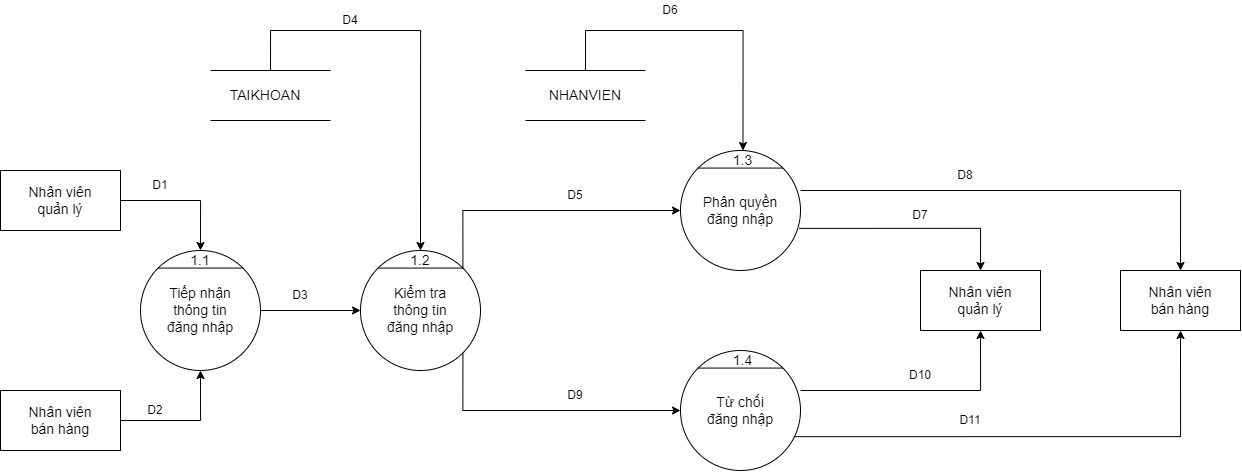 D4
D6
TAIKHOAN
NHANVIEN
Nhân viên
quản lý
D1
1.1
Tiếp nhận
thông tin
đăng nhập
Nhân viên
bán hàng
D2
D3
1.2
Kiểm tra
thông tin
đăng nhập
D5
1.3
Phân quyền
đăng nhập
D8
D7
Nhân viên
quản lý
Nhân viên
bán hàng
D9
1.4
Từ chối
đăng nhập
D10
D11